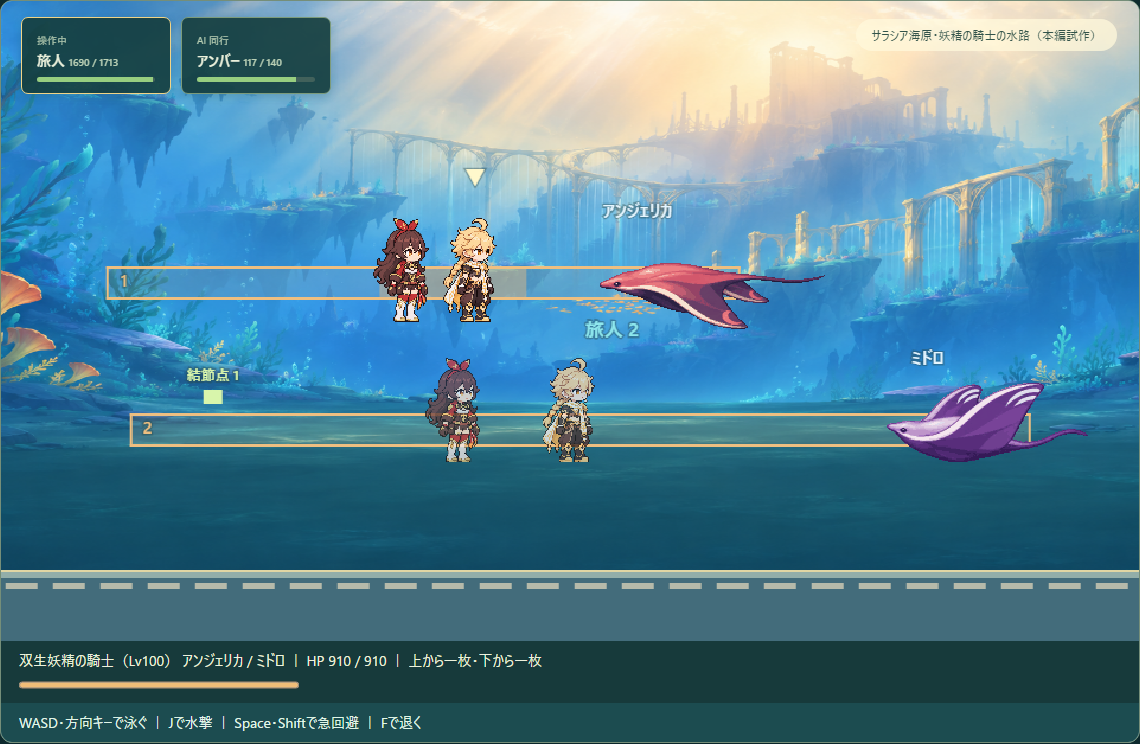 操作中
旅人 1690 / 1713
AI 同行
アンバー 117 / 140
サラシア海原・妖精の騎士の水路（本編試作）
アンジェリカ
1
旅人 2
ミドロ
結節点 1
2
双生妖精の騎士（Lv100） アンジェリカ / ミドロ ｜ HP 910 / 910 ｜ 上から一枚・下から一枚
WASD・方向キーで泳ぐ ｜ Jで水撃 ｜ Space・Shiftで急回避 ｜ Fで退く